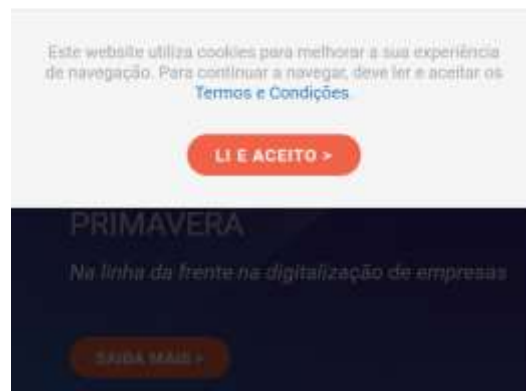 Este website utiliza cookies para melhorar a sua experiência
de navegação. Para continuar a navegar, deve ler e aceitar os
Termos e Condições.
LI E ACEITO >
PRIMAVERA
Na linha da frente na digitalização de empresas
SAIBA MAIS >